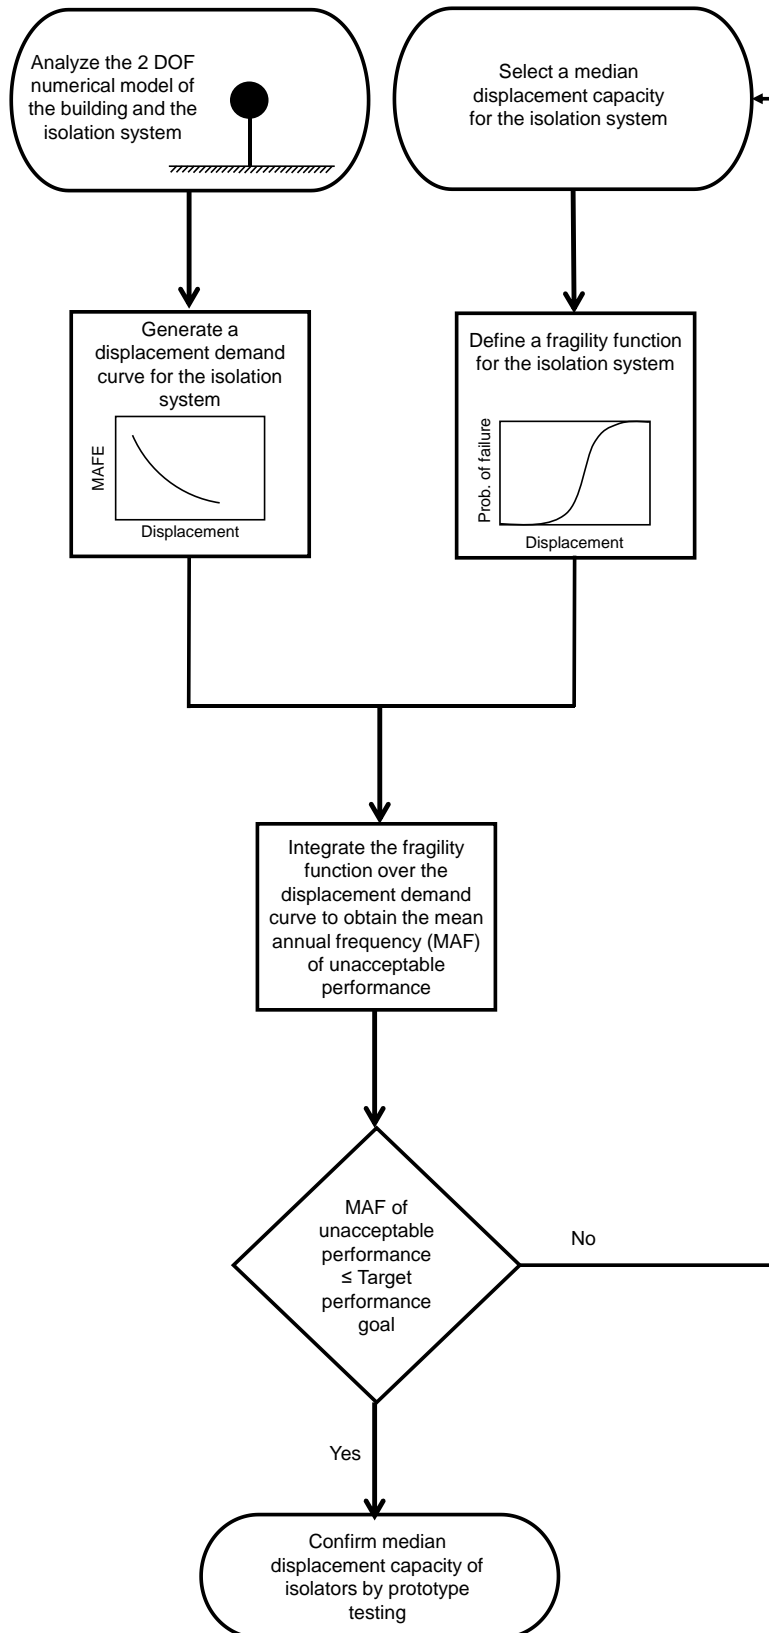 Analyze the 2 DOF
numerical model of
the building and the
isolation system
Select a median
displacement capacity
for the isolation system
Generate a
displacement demand
curve for the isolation
system
MAFE
Displacement
Define a fragility function
for the isolation system
Prob. of failure
Displacement
Integrate the fragility
function over the
displacement demand
curve to obtain the mean
annual frequency (MAF)
of unacceptable
performance
MAF of
unacceptable
performance
≤ Target
performance
goal
No
Yes
Confirm median
displacement capacity of
isolators by prototype
testing